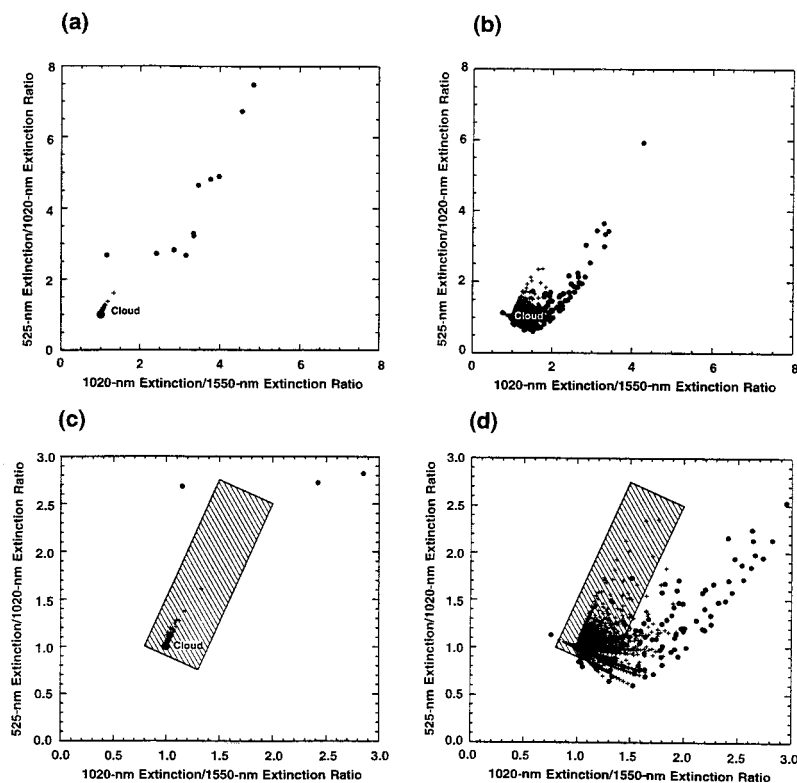 (a)
525-nm Extinction/1020-nm Extinction Ratio
8
6
4
2
0
Cloud
0 2 4 6 8
1020-nm Extinction/1550-nm Extinction Ratio
(b)
525-nm Extinction/1020-nm Extinction Ratio
8
6
4
2
0
Cloud
0 2 4 6 8
1020-nm Extinction/1550-nm Extinction Ratio
(c)
525-nm Extinction/1020-nm Extinction Ratio
3.0
2.5
2.0
1.5
1.0
0.5
0.0
Cloud
0.0 0.5 1.0 1.5 2.0 2.5 3.0
1020-nm Extinction/1550-nm Extinction Ratio
(d)
525-nm Extinction/1020-nm Extinction Ratio
3.0
2.5
2.0
1.5
1.0
0.5
0.0
0.0 0.5 1.0 1.5 2.0 2.5 3.0
1020-nm Extinction/1550-nm Extinction Ratio